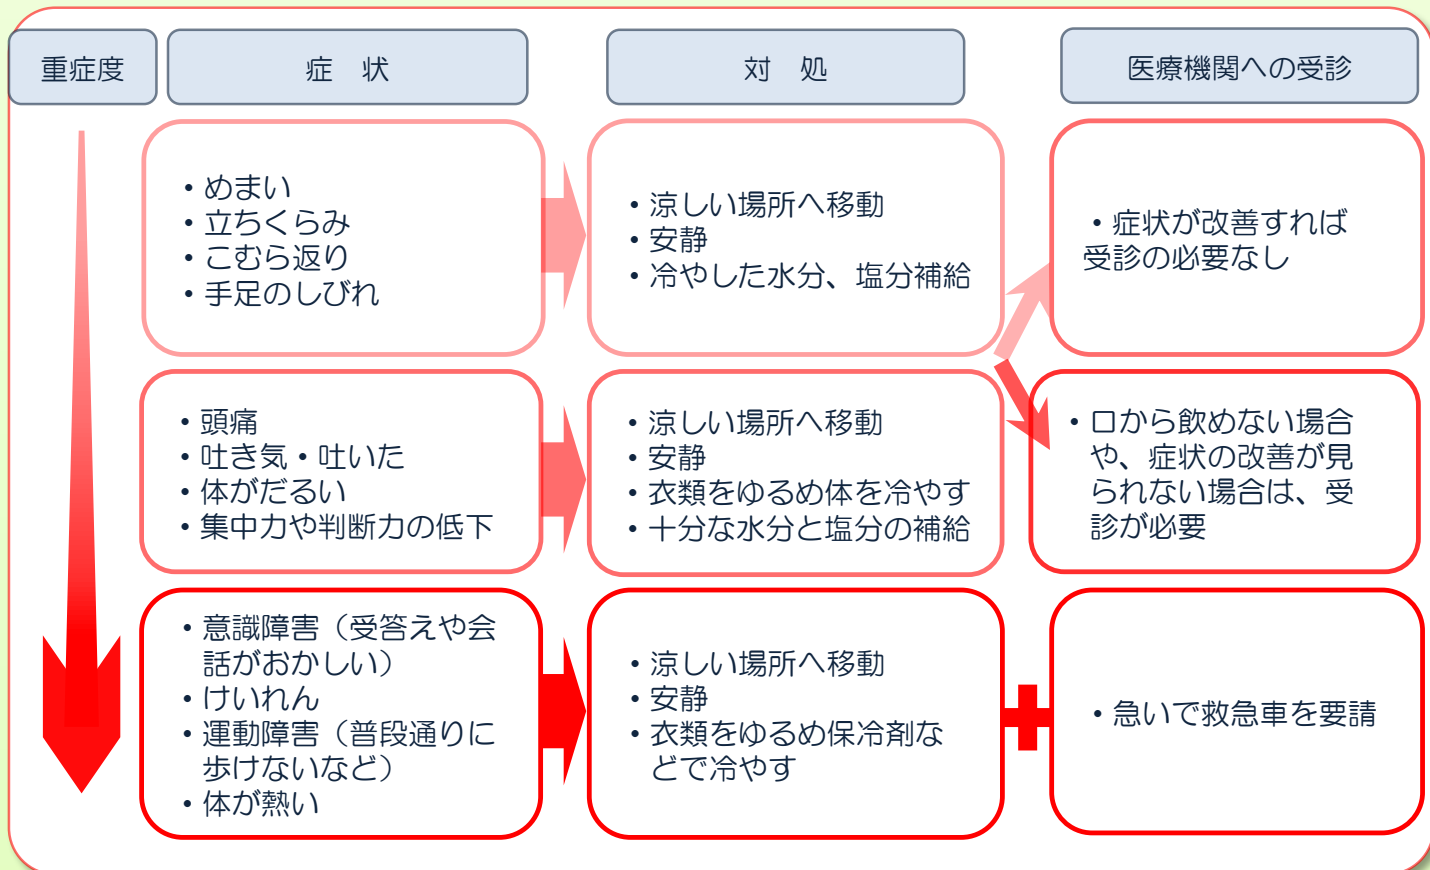 重症度
症　状
対　処
医療機関への受診
・めまい
・立ちくらみ
・こむら返り
・手足のしびれ
・涼しい場所へ移動
・安静
・冷やした水分、塩分補給
・症状が改善すれば
受診の必要なし
・頭痛
・吐き気・吐いた
・体がだるい
・集中力や判断力の低下
・涼しい場所へ移動
・安静
・衣類をゆるめ体を冷やす
・十分な水分と塩分の補給
・口から飲めない場合
や、症状の改善が見
られない場合は、受
診が必要
・意識障害（受答えや会
話がおかしい）
・けいれん
・運動障害（普段通りに
歩けないなど）
・体が熱い
・涼しい場所へ移動
・安静
・衣類をゆるめ保冷剤な
どで冷やす
・急いで救急車を要請